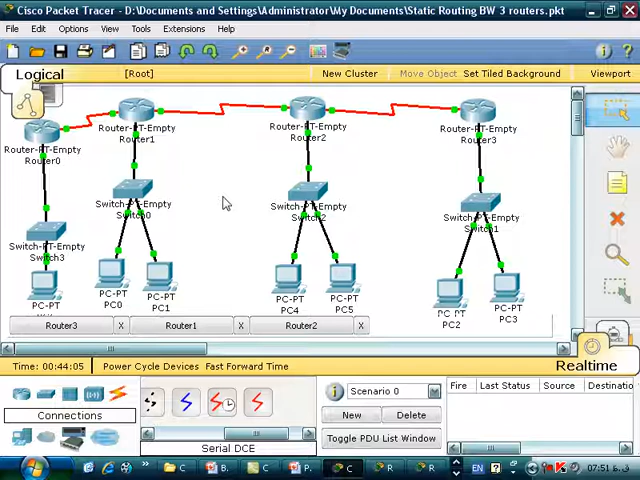 Cisco Packet Tracer - D:\Documents and Settings\Administrator\My Documents\Static Routing BW 3 routers.pkt
File Edit Options View Tools Extensions Help
Logical [Root] New Cluster Move Object Set Tiled Background Viewport
Router-PT-Empty
Router0
Router-PT-Empty
Router1
Router-PT-Empty
Router2
Router-PT-Empty
Router3
Switch-PT-Empty
Switch3
Switch-PT-Empty
Switch0
Switch-PT-Empty
Switch2
Switch-PT-Empty
Switch1
PC-PT
PC-PT
PC0
PC-PT
PC1
PC-PT
PC4
PC-PT
PC5
PC-PT
PC2
PC-PT
PC3
Router3 X Router1 X Router2 X
Time: 00:44:05 Power Cycle Devices Fast Forward Time Realtime
Connections
Serial DCE
Scenario 0
New Delete
Toggle PDU List Window
Fire Last Status Source Destinatio
C B. C P. C R R EN 07:51